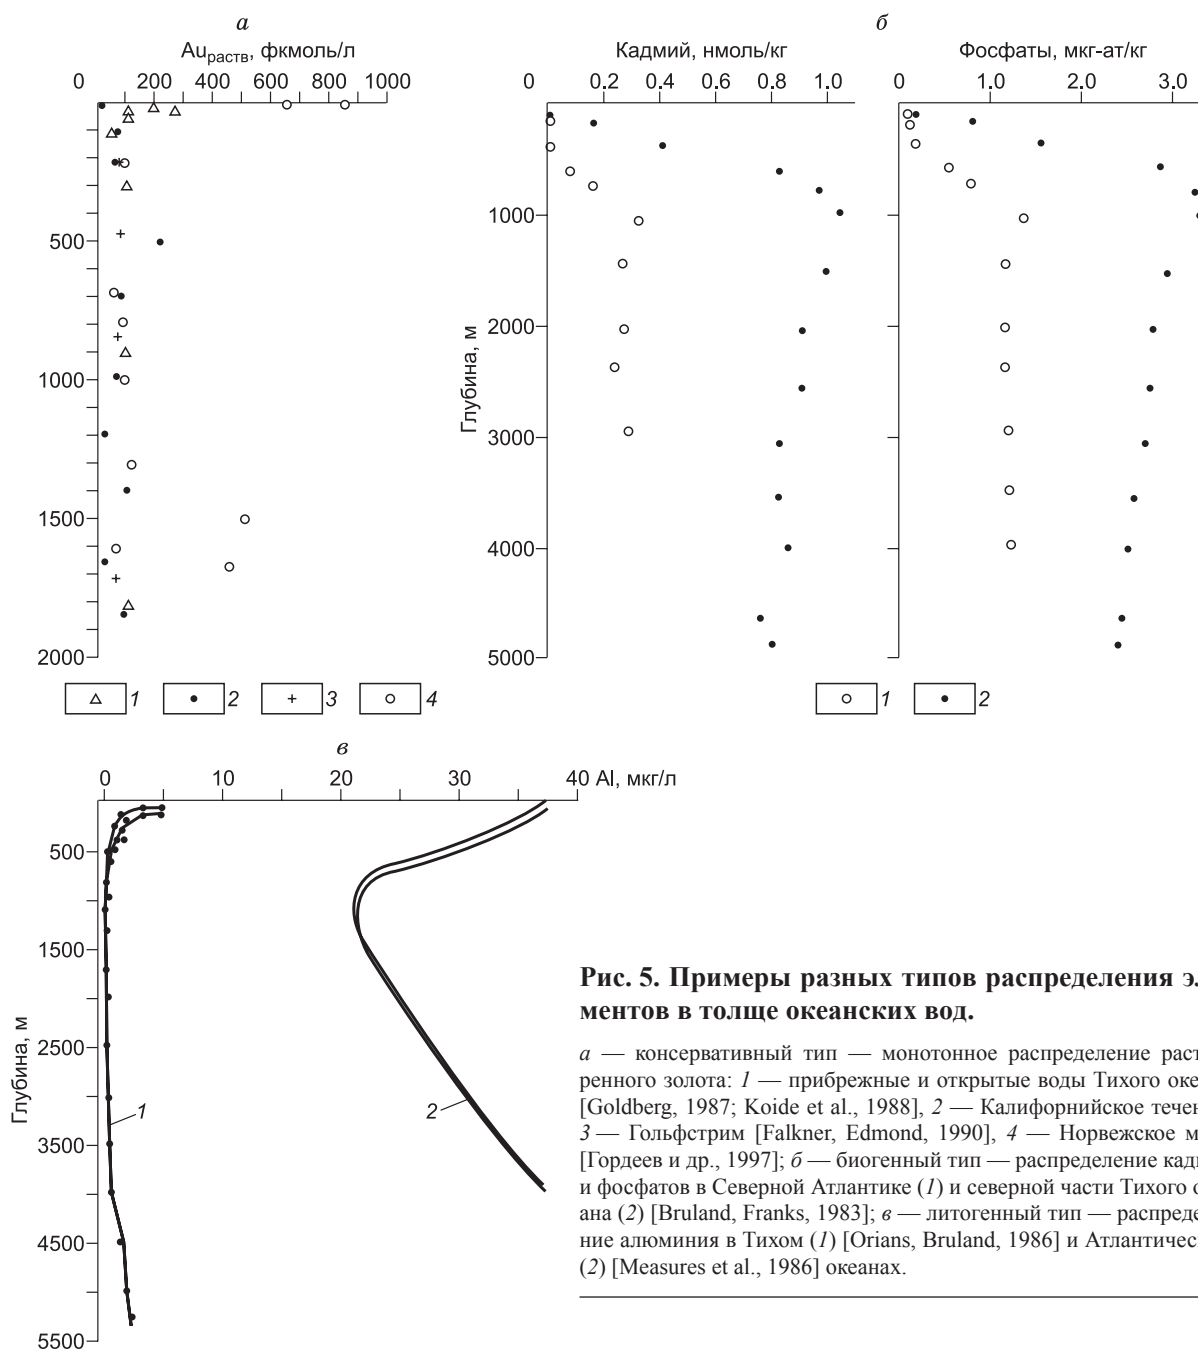 а
Au_раств, фкмоль/л
0 200 400 600 800 1000
500
1000
1500
2000
1 2 3 4
б
Кадмий, нмоль/кг
0 0.2 0.4 0.6 0.8 1.0
Фосфаты, мкг-ат/кг
0 1.0 2.0 3.0
Глубина, м
1000
2000
3000
4000
5000
1 2
в
0 10 20 30 40 Al, мкг/л
Глубина, м
500
1500
2500
3500
4500
5500
1
2
Рис. 5. Примеры разных типов распределения эл
ментов в толще океанских вод.
а — консервативный тип — монотонное распределение раст
ренного золота: 1 — прибрежные и открытые воды Тихого оке
[Goldberg, 1987; Koide et al., 1988], 2 — Калифорнийское течен
3 — Гольфстрим [Falkner, Edmond, 1990], 4 — Норвежское м
[Гордеев и др., 1997]; б — биогенный тип — распределение кад
и фосфатов в Северной Атлантике (1) и северной части Тихого о
ана (2) [Bruland, Franks, 1983]; в — литогенный тип — распреде
ние алюминия в Тихом (1) [Orians, Bruland, 1986] и Атлантичес
(2) [Measures et al., 1986] океанах.